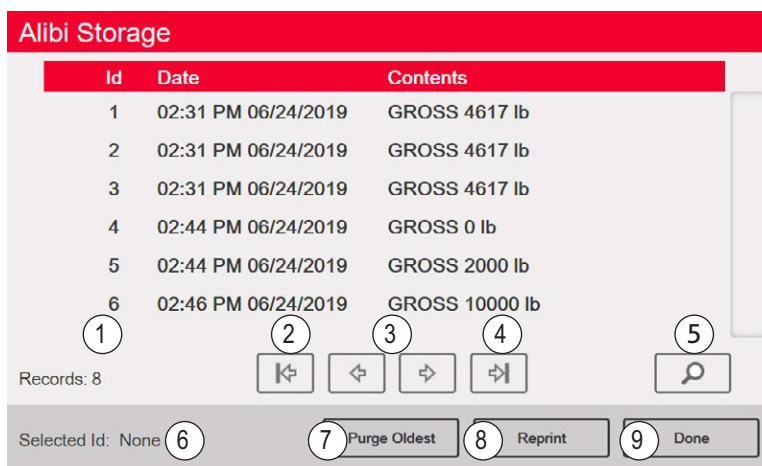 Alibi Storage
Id Date Contents
1 02:31 PM 06/24/2019 GROSS 4617 lb
2 02:31 PM 06/24/2019 GROSS 4617 lb
3 02:31 PM 06/24/2019 GROSS 4617 lb
4 02:44 PM 06/24/2019 GROSS 0 lb
5 02:44 PM 06/24/2019 GROSS 2000 lb
6 02:46 PM 06/24/2019 GROSS 10000 lb
1 2 3 4 5
Records: 8
Selected Id: None 6 7 Purge Oldest 8 Reprint 9 Done